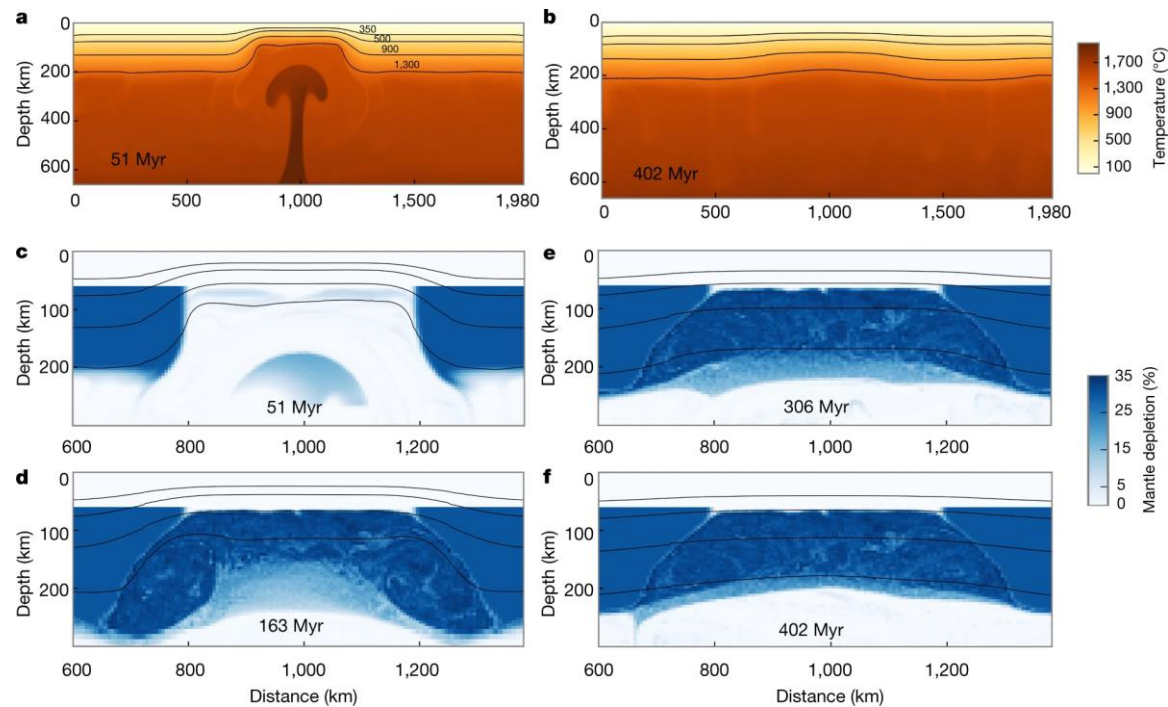 a
b
0
200
400
600
Depth (km)
350
500
900
1,300
51 Myr
0
500
1,000
1,500
1,980
0
200
400
600
Depth (km)
402 Myr
0
500
1,000
1,500
1,980
1,700
1,300
900
500
100
Temperature (°C)
c
0
100
200
Depth (km)
51 Myr
600
800
1,000
1,200
e
0
100
200
Depth (km)
306 Myr
600
800
1,000
1,200
35
25
15
5
0
Mantle depletion (%)
d
0
100
200
Depth (km)
163 Myr
600
800
1,000
1,200
Distance (km)
f
0
100
200
Depth (km)
402 Myr
600
800
1,000
1,200
Distance (km)